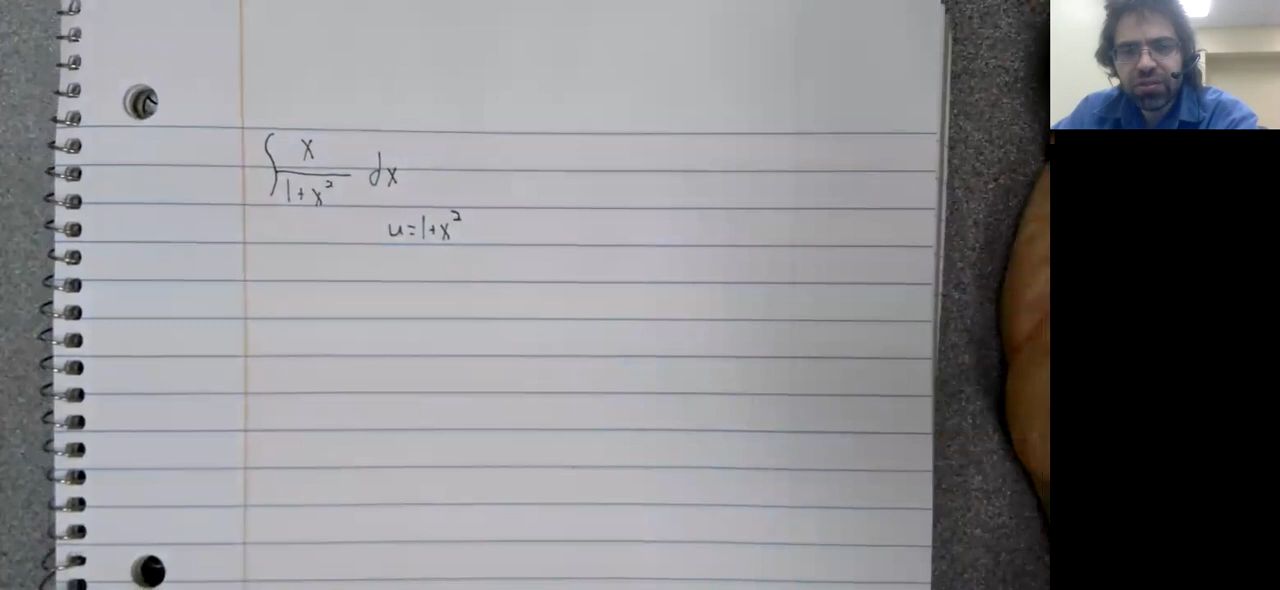 ∫ x/(1+x²) dx
u=1+x²